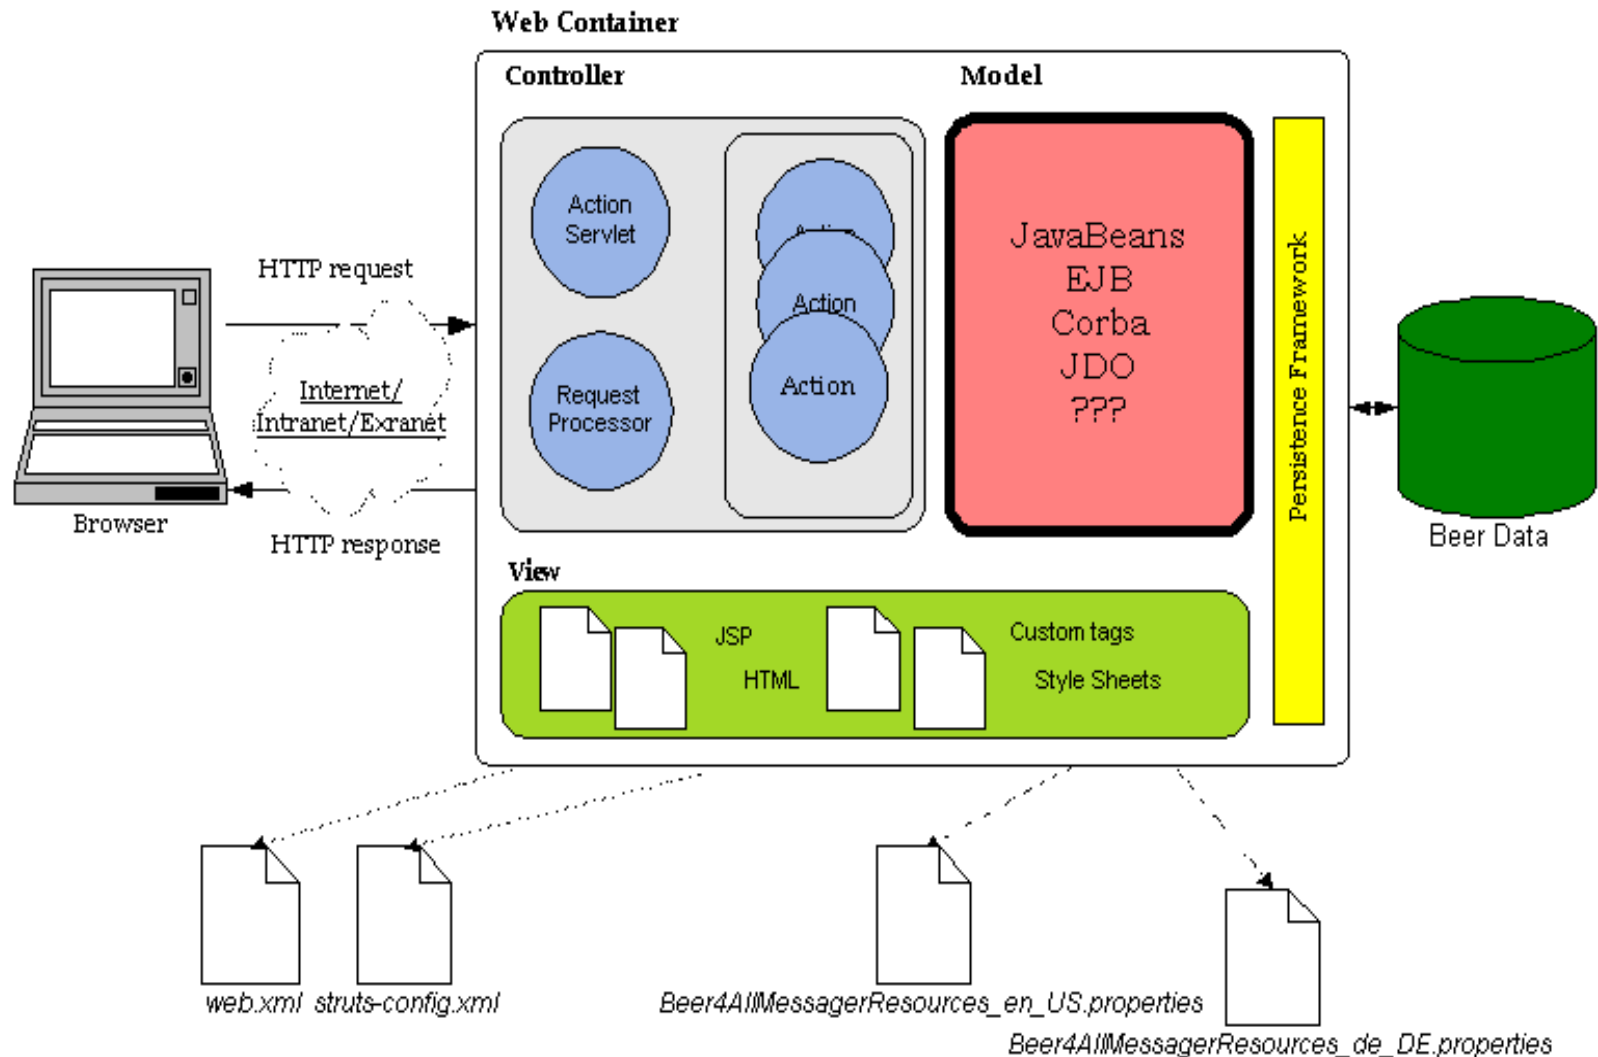 Web Container
Controller
Model
Action
Servlet
Action
Action
Request
Processor
Action
JavaBeans
EJB
Corba
JDO
???
Persistence Framework
HTTP request
Internet/
Intranet/Exranet
Browser
HTTP response
Beer Data
View
JSP
HTML
Custom tags
Style Sheets
web.xml
struts-config.xml
Beer4AllMessagerResources_en_US.properties
Beer4AllMessagerResources_de_DE.properties